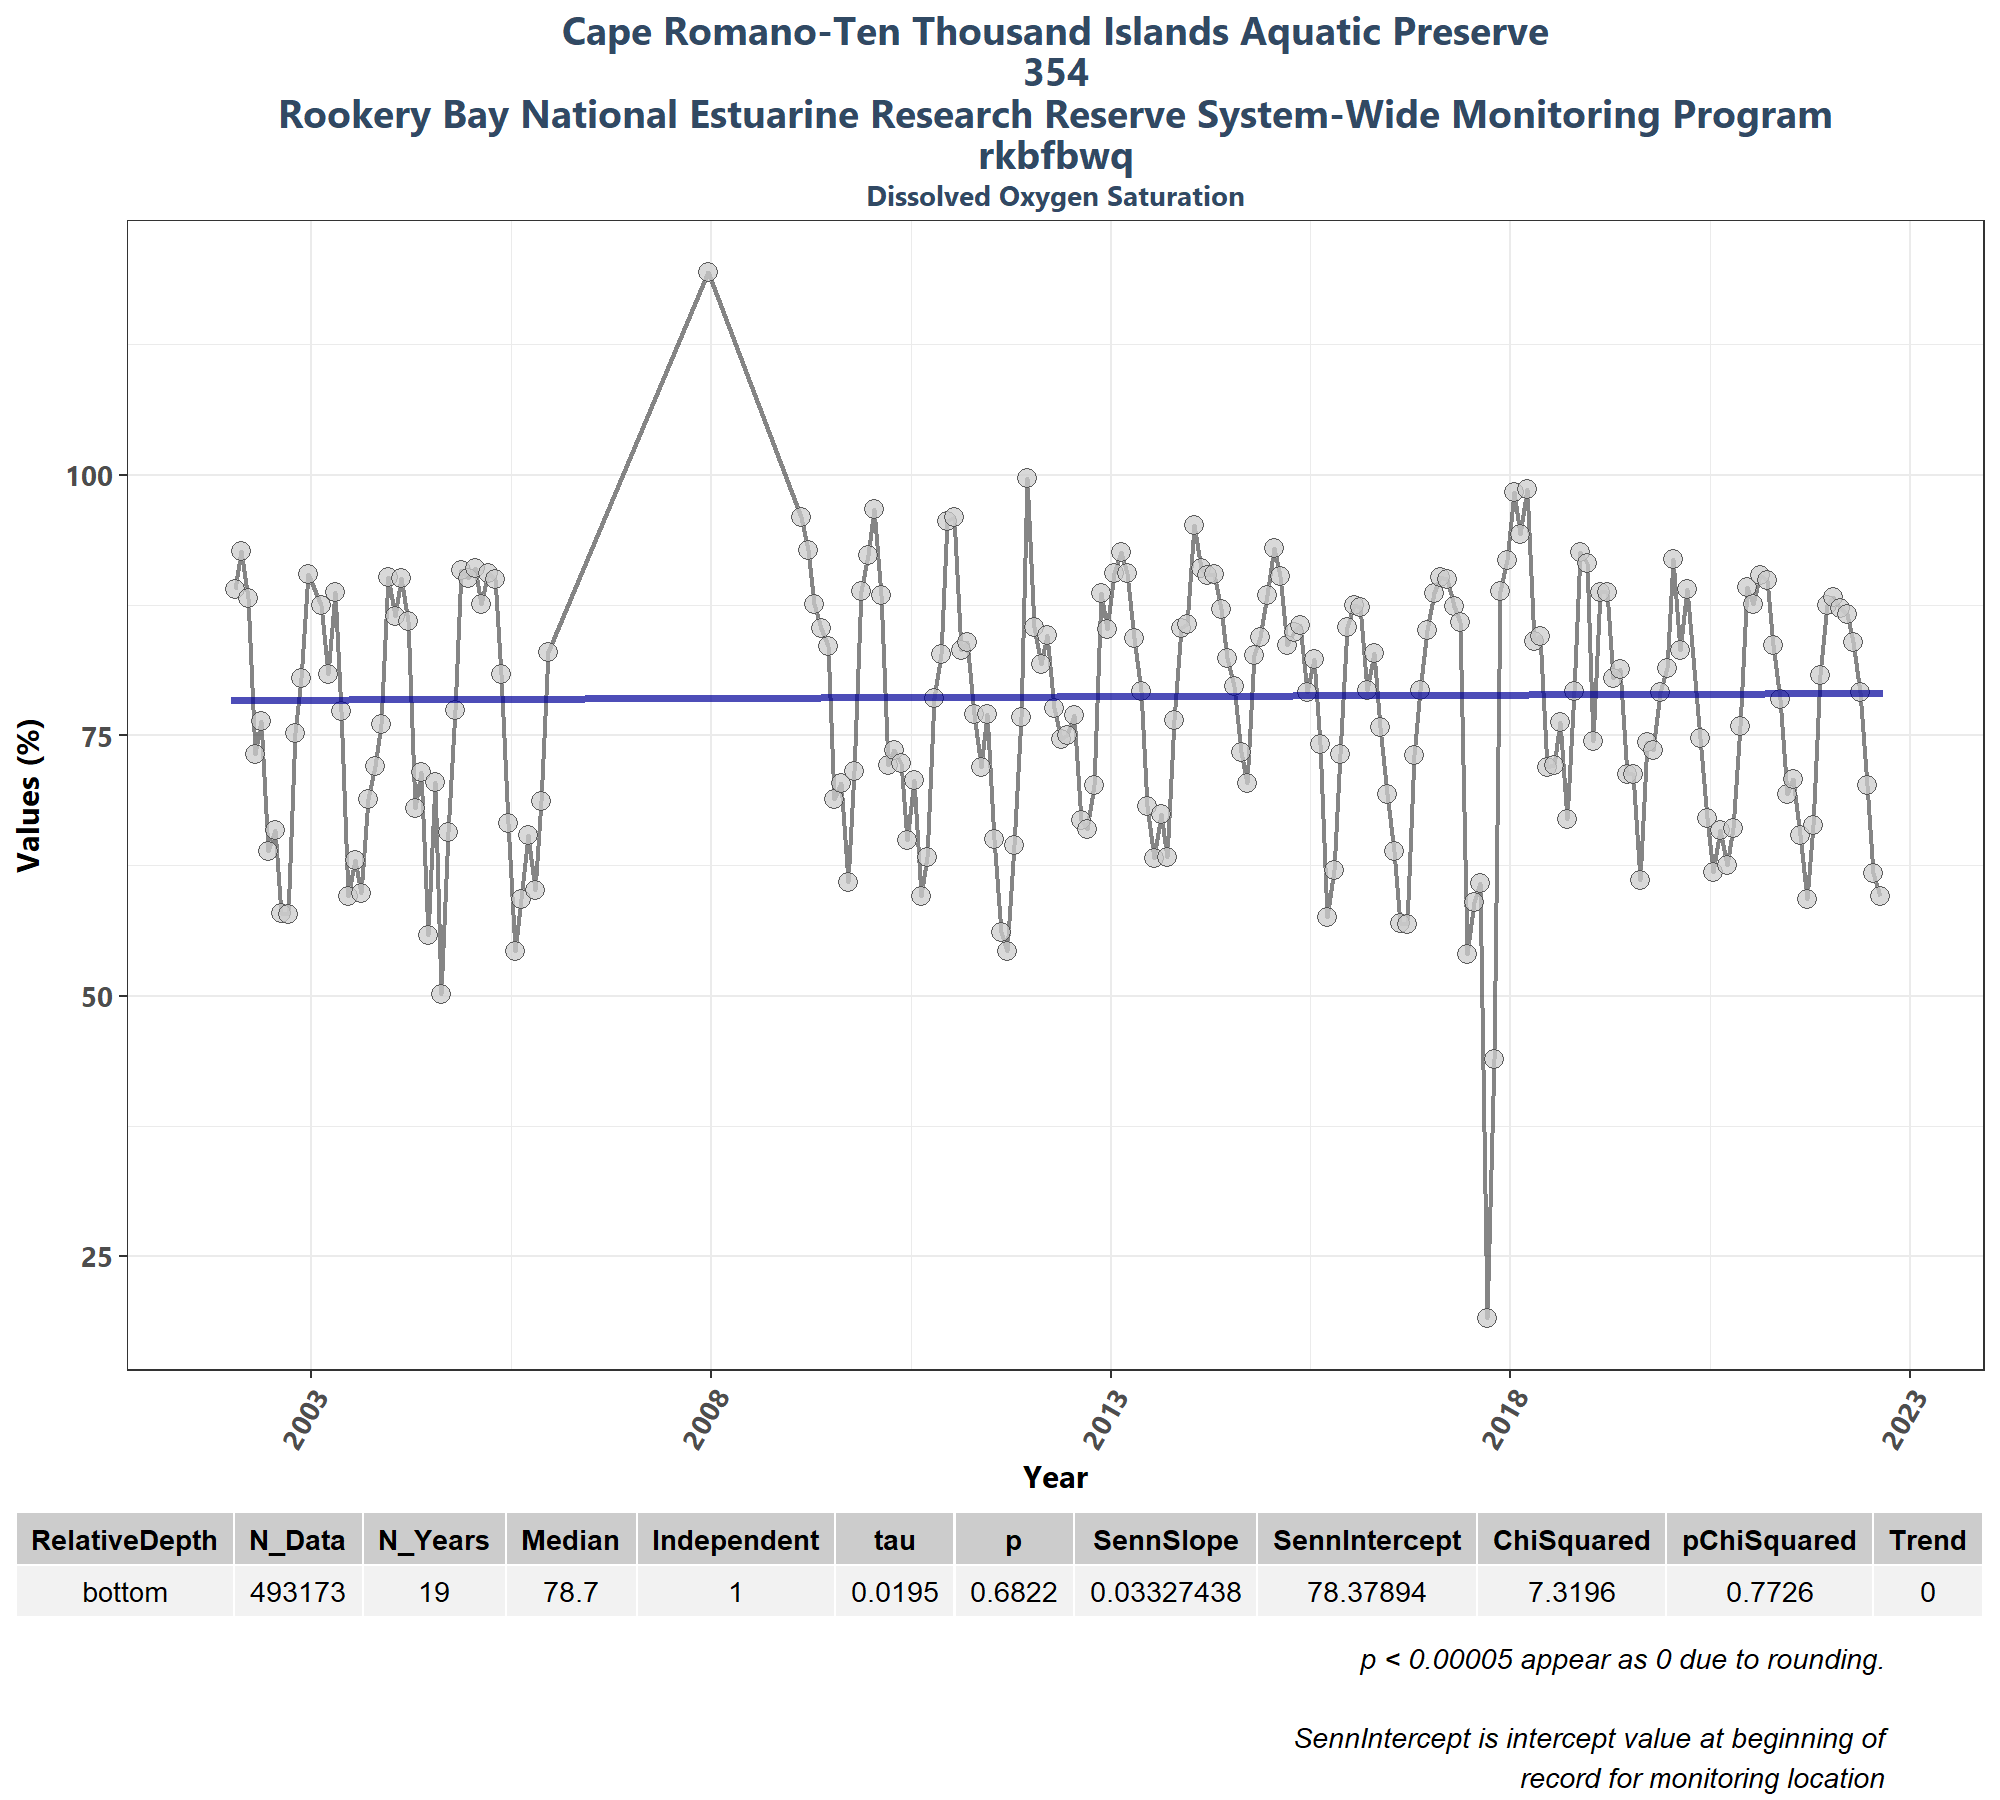 Cape Romano-Ten Thousand Islands Aquatic Preserve
354
Rookery Bay National Estuarine Research Reserve System-Wide Monitoring Program
rkbfbwq
Dissolved Oxygen Saturation
Values (%)
100
75
50
25
2003
2008
2013
2018
2023
Year
RelativeDepth N_Data N_Years Median Independent tau p SennSlope SennIntercept ChiSquared pChiSquared Trend
bottom 493173 19 78.7 1 0.0195 0.6822 0.03327438 78.37894 7.3196 0.7726 0
p < 0.00005 appear as 0 due to rounding.
SennIntercept is intercept value at beginning of
record for monitoring location